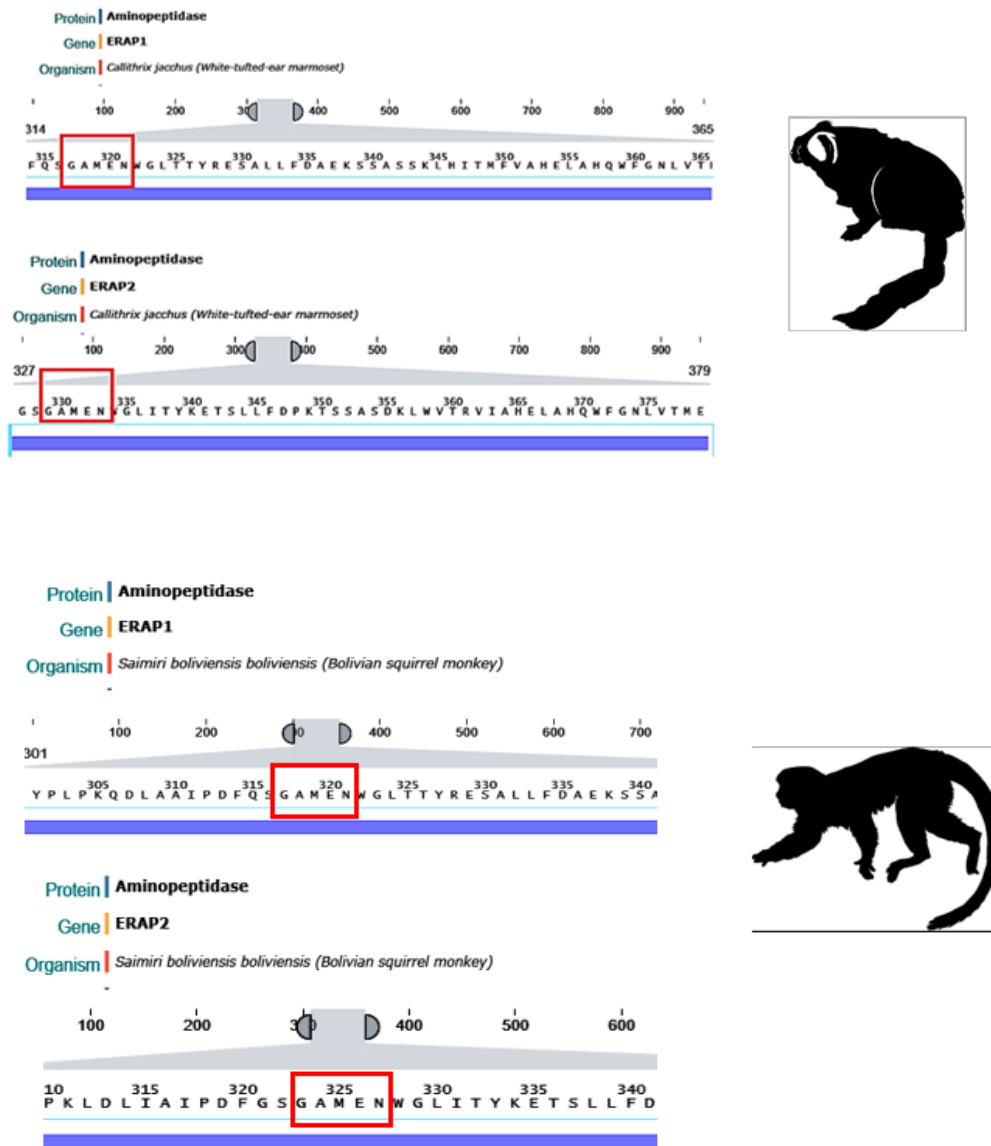 Protein Aminopeptidase
Gene ERAP1
Organism Callithrix jacchus (White-tufted-ear marmoset)
-
100 200 30 400 500 600 700 800 900
314 365
315 320 325 330 335 340 345 350 355 360 365
F Q S G A M E N W G L T T Y R E S A L L F D A E K S S A S S K L H I T M F V A H E L A H Q W F G N L V T
Protein Aminopeptidase
Gene ERAP2
Organism Callithrix jacchus (White-tufted-ear marmoset)
-
100 200 300 400 500 600 700 800 900
327 379
330 335 340 345 350 355 360 365 370 375
G S G A M E N W G L I T Y K E T S L L F D P K T S S A S D K L W V T R V I A H E L A H Q W F G N L V T M E
Protein Aminopeptidase
Gene ERAP1
Organism Saimiri boliviensis boliviensis (Bolivian squirrel monkey)
-
100 200 00 400 500 600 700
301
305 310 315 320 325 330 335 340
Y P L P K Q D L A A I P D F Q S G A M E N W G L T T Y R E S A L L F D A E K S S A
Protein Aminopeptidase
Gene ERAP2
Organism Saimiri boliviensis boliviensis (Bolivian squirrel monkey)
-
100 200 300 400 500 600
10 315 320 325 330 335 340
P K L D L I A I P D F G S G A M E N W G L I T Y K E T S L L F D